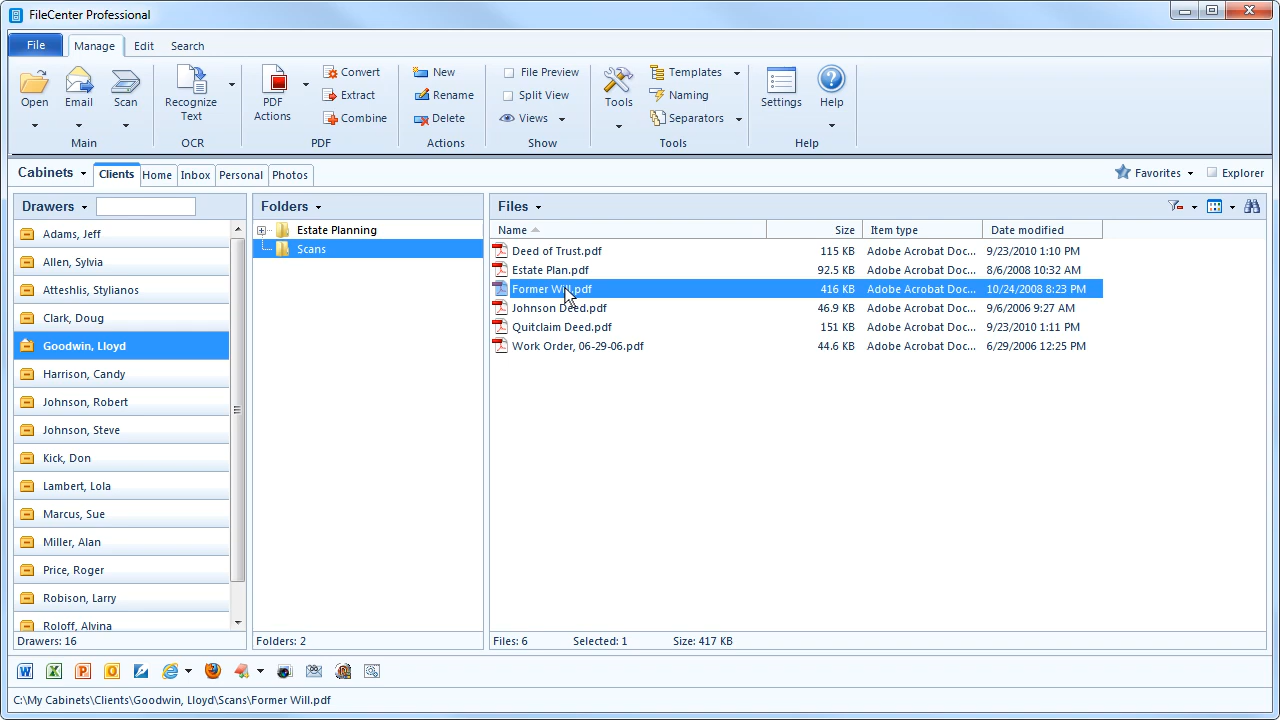 FileCenter Professional
File Manage Edit Search
Open Email Scan Recognize Text PDF Actions Convert Extract Combine New Rename Delete File Preview Split View Views Tools Templates Naming Separators Settings Help
Main OCR PDF Actions Show Tools Help
Cabinets Clients Home Inbox Personal Photos Favorites Explorer
Drawers
Adams, Jeff
Allen, Sylvia
Atteshlis, Stylianos
Clark, Doug
Goodwin, Lloyd
Harrison, Candy
Johnson, Robert
Johnson, Steve
Kick, Don
Lambert, Lola
Marcus, Sue
Miller, Alan
Price, Roger
Robison, Larry
Roloff, Alvina
Drawers: 16
Folders
Estate Planning
Scans
Folders: 2
Files
Name Size Item type Date modified
Deed of Trust.pdf 115 KB Adobe Acrobat Doc... 9/23/2010 1:10 PM
Estate Plan.pdf 92.5 KB Adobe Acrobat Doc... 8/6/2008 10:32 AM
Former Will.pdf 416 KB Adobe Acrobat Doc... 10/24/2008 8:23 PM
Johnson Deed.pdf 46.9 KB Adobe Acrobat Doc... 9/6/2006 9:27 AM
Quitclaim Deed.pdf 151 KB Adobe Acrobat Doc... 9/23/2010 1:11 PM
Work Order, 06-29-06.pdf 44.6 KB Adobe Acrobat Doc... 6/29/2006 12:25 PM
Files: 6 Selected: 1 Size: 417 KB
C:\My Cabinets\Clients\Goodwin, Lloyd\Scans\Former Will.pdf